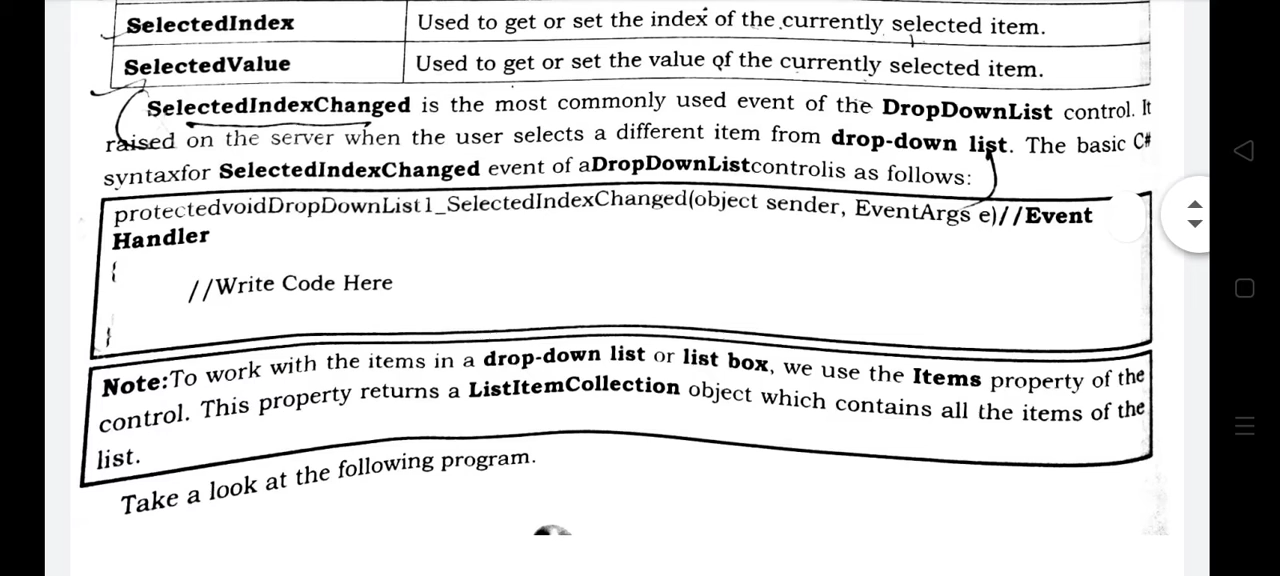 SelectedIndex Used to get or set the index of the currently selected item.
SelectedValue Used to get or set the value of the currently selected item.
SelectedIndexChanged is the most commonly used event of the DropDownList control. It
raised on the server when the user selects a different item from drop-down list. The basic C#
syntaxfor SelectedIndexChanged event of aDropDownListcontrolis as follows:
protectedvoidDropDownList1_SelectedIndexChanged(object sender, EventArgs e)//Event
Handler
{
//Write Code Here
}
Note:To work with the items in a drop-down list or list box, we use the Items property of the
control. This property returns a ListItemCollection object which contains all the items of the
list.
Take a look at the following program.